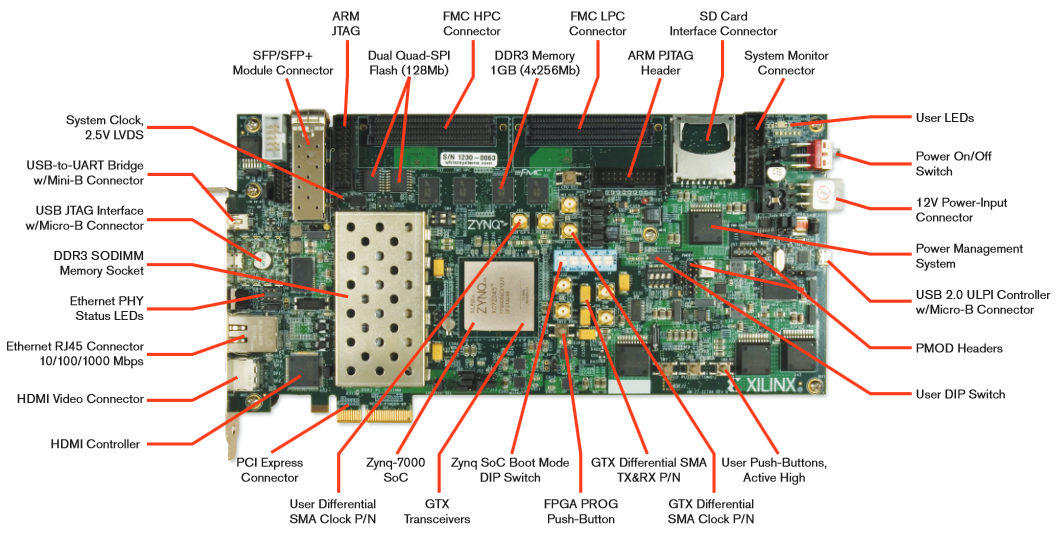 ARM
JTAG
FMC HPC
Connector
FMC LPC
Connector
SD Card
Interface Connector
SFP/SFP+
Module Connector
Dual Quad-SPI
Flash (128Mb)
DDR3 Memory
1GB (4x256Mb)
ARM PJTAG
Header
System Monitor
Connector
System Clock,
2.5V LVDS
User LEDs
USB-to-UART Bridge
w/Mini-B Connector
Power On/Off
Switch
USB JTAG Interface
w/Micro-B Connector
12V Power-Input
Connector
DDR3 SODIMM
Memory Socket
Power Management
System
Ethernet PHY
Status LEDs
USB 2.0 ULPI Controller
w/Micro-B Connector
Ethernet RJ45 Connector
10/100/1000 Mbps
PMOD Headers
HDMI Video Connector
User DIP Switch
HDMI Controller
S/N 1230-0063
FMC
ZYNQ
XILINX
ZYNQ
XILINX
PCI Express
Connector
Zynq-7000
SoC
Zynq SoC Boot Mode
DIP Switch
GTX Differential SMA
TX&RX P/N
User Push-Buttons,
Active High
User Differential
SMA Clock P/N
GTX
Transceivers
FPGA PROG
Push-Button
GTX Differential
SMA Clock P/N